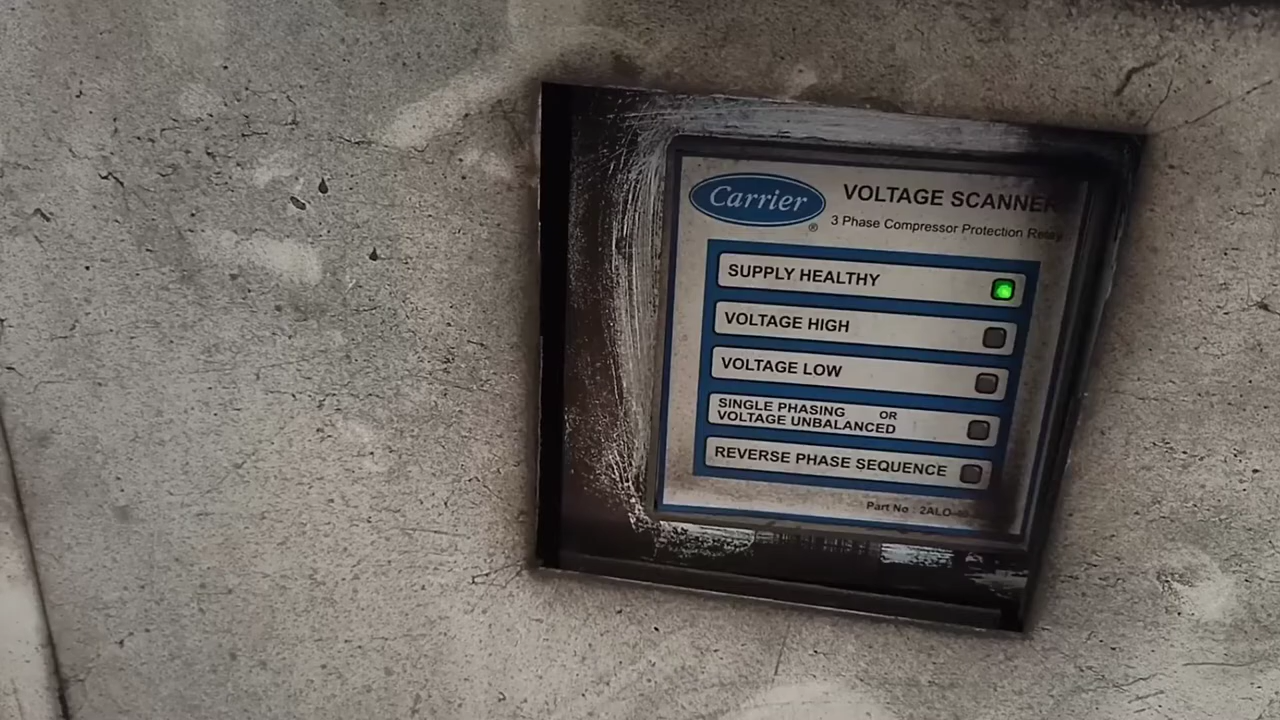 Carrier
®
VOLTAGE SCANNER
3 Phase Compressor Protection Relay
SUPPLY HEALTHY
VOLTAGE HIGH
VOLTAGE LOW
SINGLE PHASING OR
VOLTAGE UNBALANCED
REVERSE PHASE SEQUENCE
Part No : 2ALO